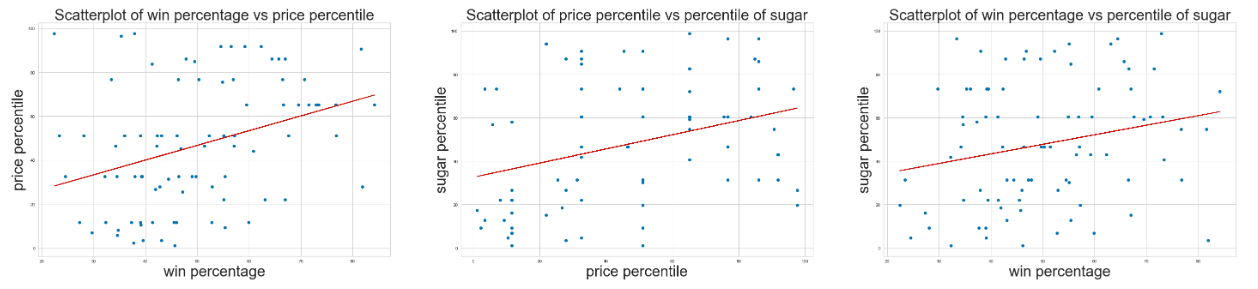 Scatterplot of win percentage vs price percentile
price percentile
win percentage
Scatterplot of price percentile vs percentile of sugar
sugar percentile
price percentile
Scatterplot of win percentage vs percentile of sugar
sugar percentile
win percentage